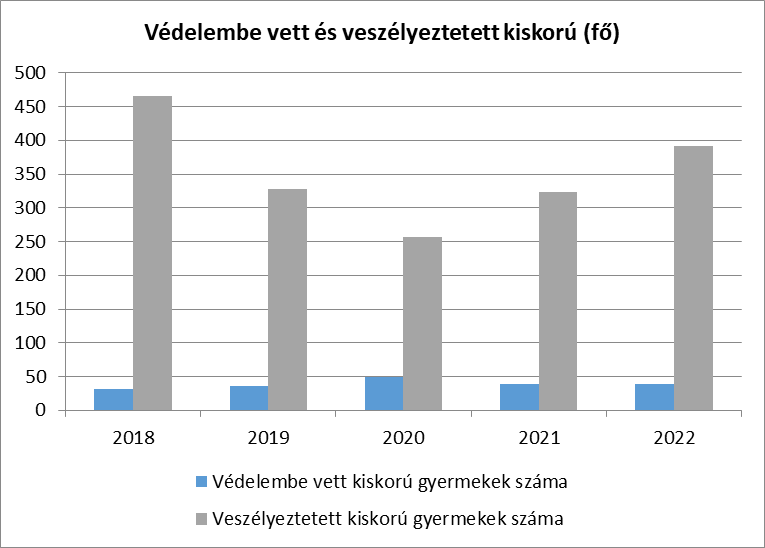 Védelembe vett és veszélyeztetett kiskorú (fő)
500
450
400
350
300
250
200
150
100
50
0
2018 2019 2020 2021 2022
Védelembe vett kiskorú gyermekek száma
Veszélyeztetett kiskorú gyermekek száma